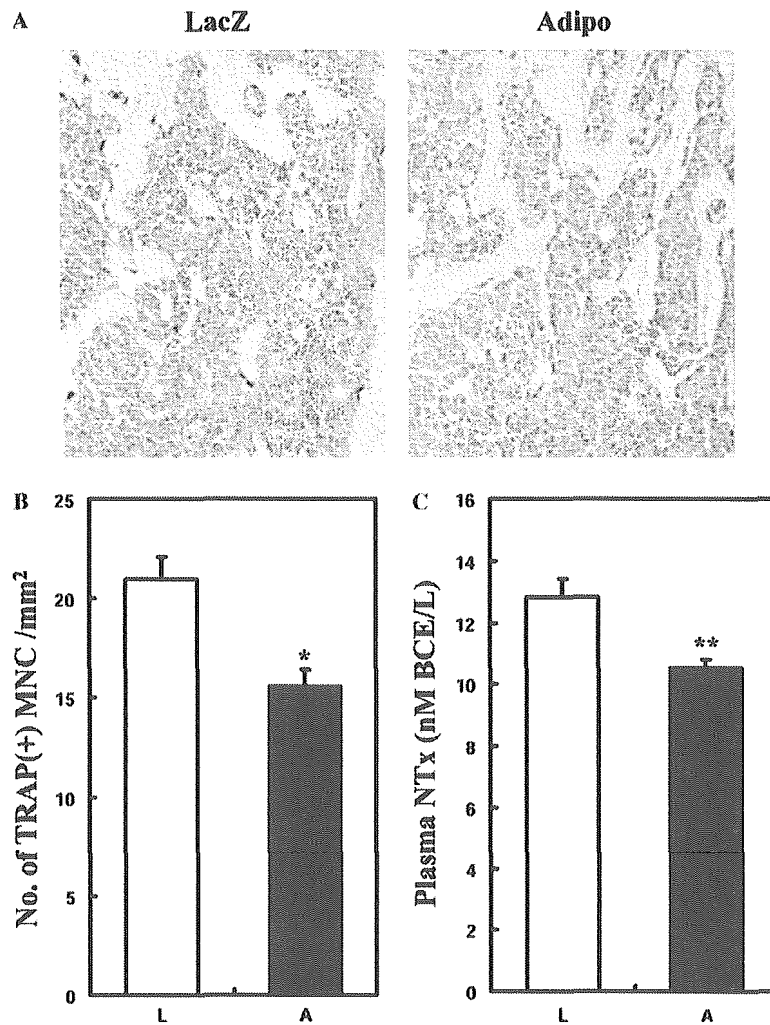 A
LacZ
Adipo
B
No. of TRAP(+) MNC /mm²
25
20
15
10
5
0
*
L
A
C
Plasma NTx (nM BCE/L)
16
14
12
10
8
6
4
2
0
**
L
A